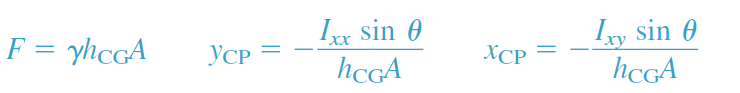 F = γh_CG A    y_CP = − (I_xx sin θ) / (h_CG A)    x_CP = − (I_xy sin θ) / (h_CG A)